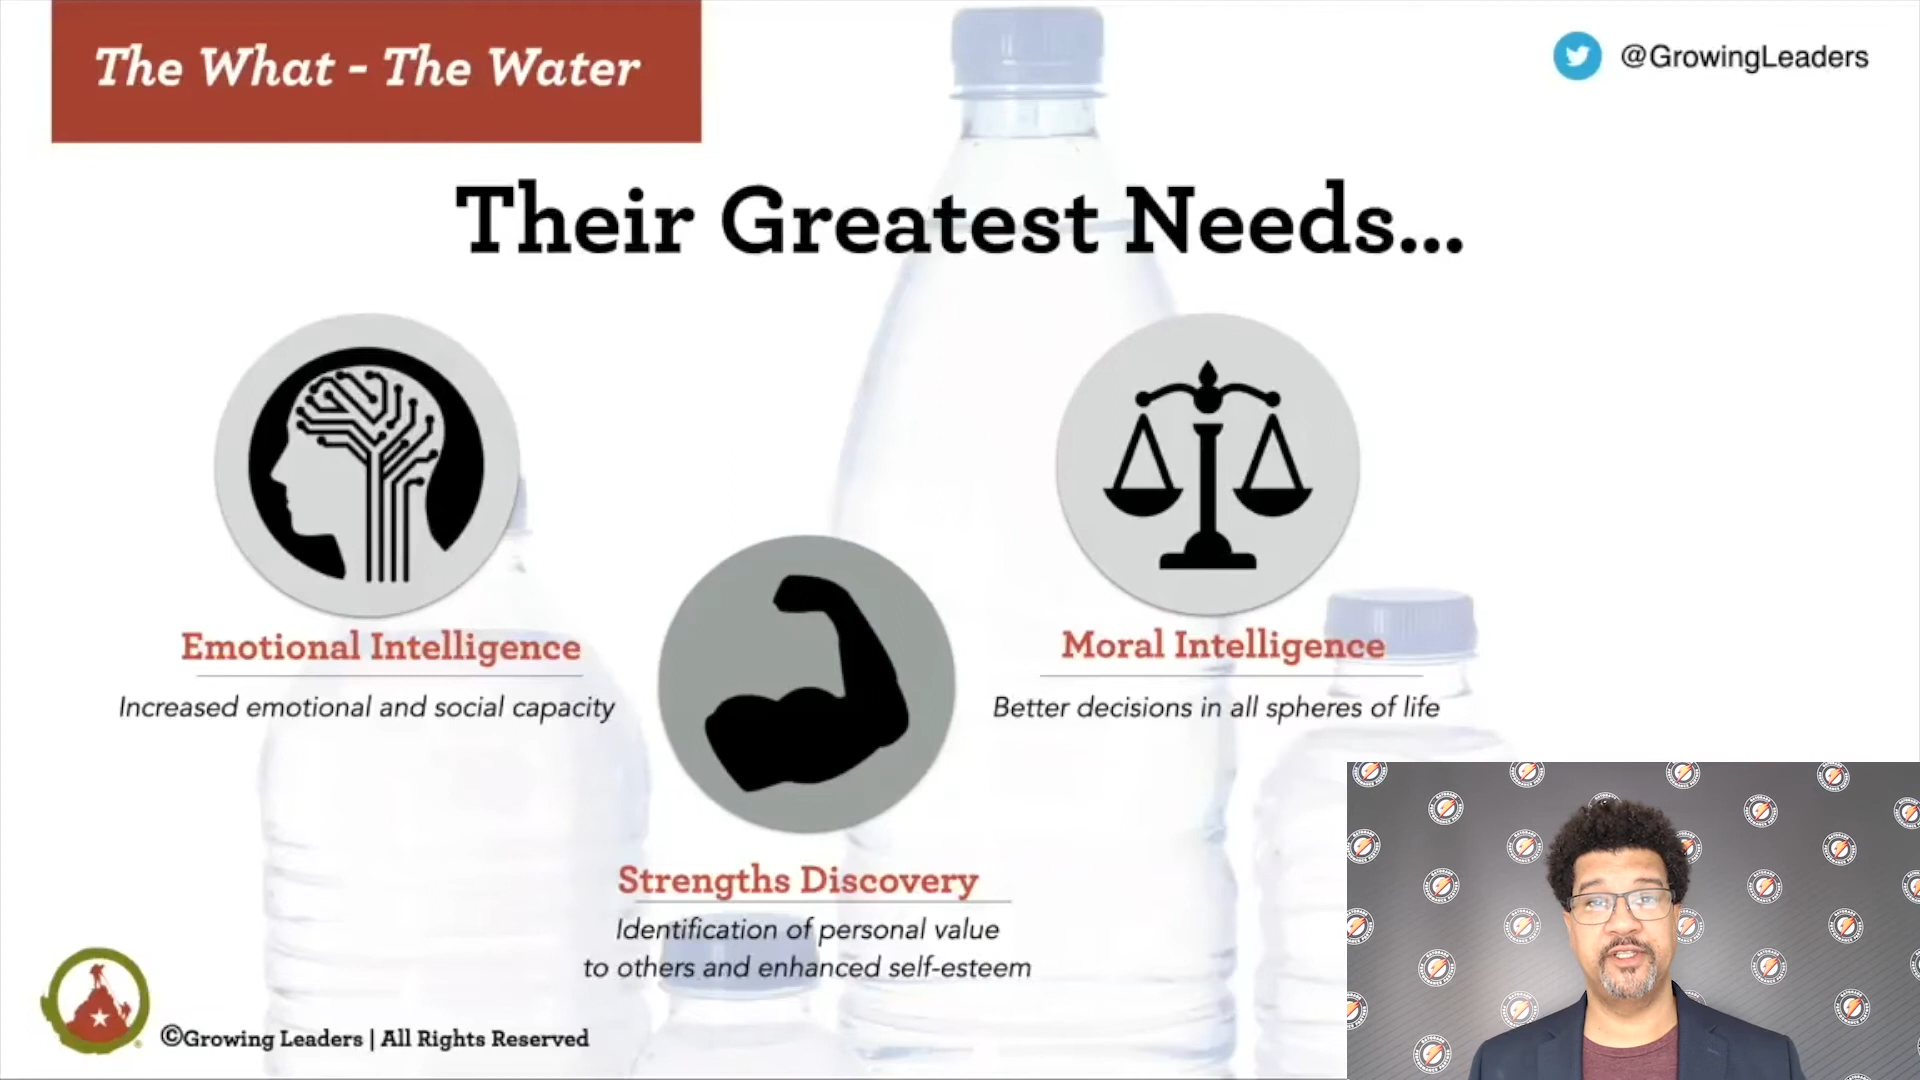 The What - The Water
@GrowingLeaders
Their Greatest Needs...
Emotional Intelligence
Increased emotional and social capacity
Moral Intelligence
Better decisions in all spheres of life
Strengths Discovery
Identification of personal value
to others and enhanced self-esteem
©Growing Leaders | All Rights Reserved